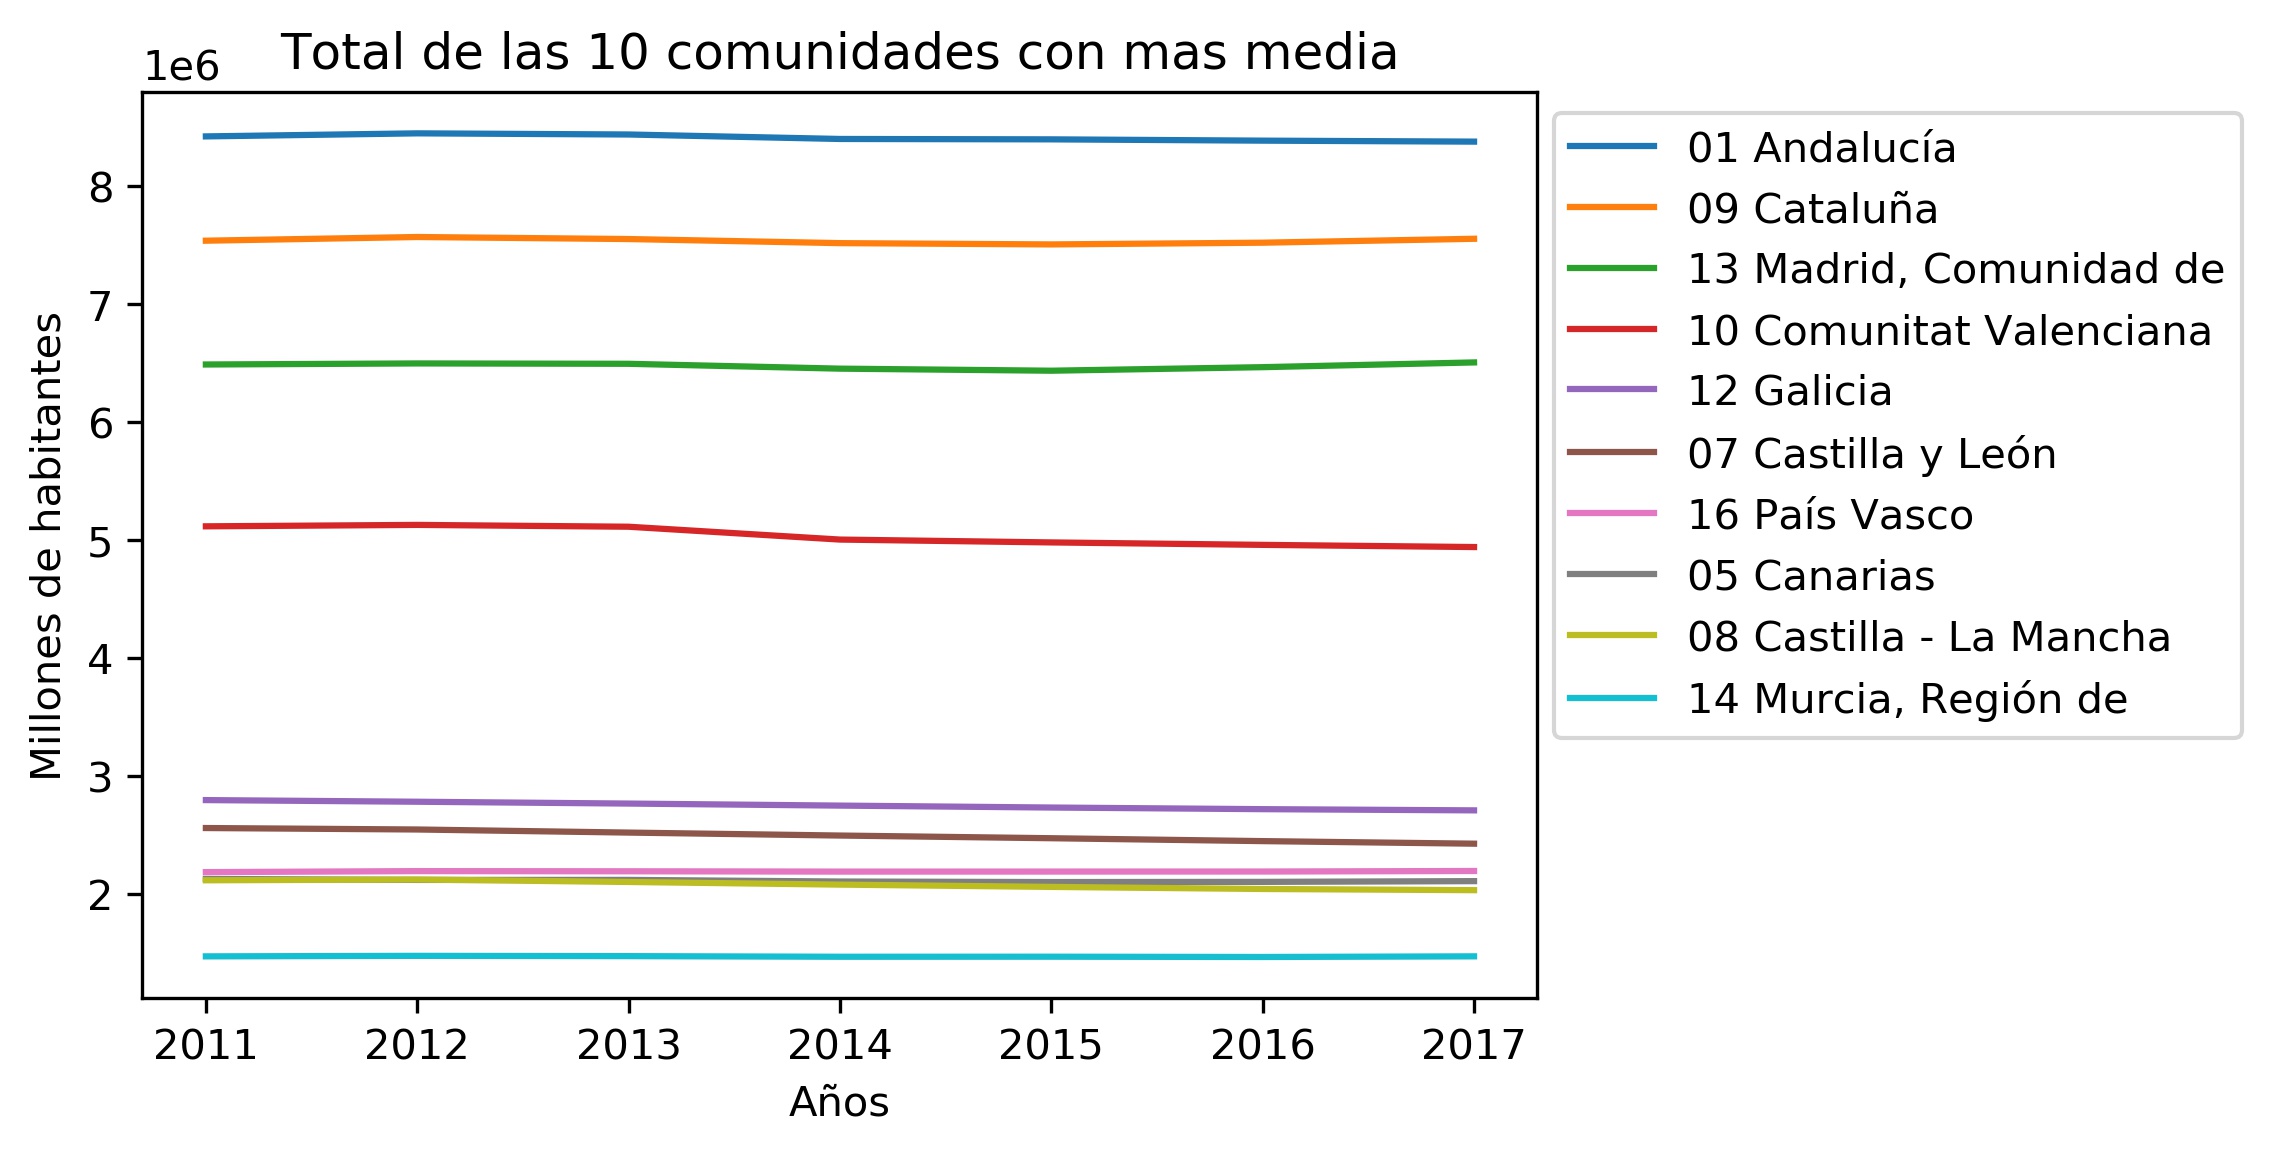 Total de las 10 comunidades con mas media
1e6
8
7
6
5
4
3
2
Millones de habitantes
2011 2012 2013 2014 2015 2016 2017
Años
01 Andalucía
09 Cataluña
13 Madrid, Comunidad de
10 Comunitat Valenciana
12 Galicia
07 Castilla y León
16 País Vasco
05 Canarias
08 Castilla - La Mancha
14 Murcia, Región de